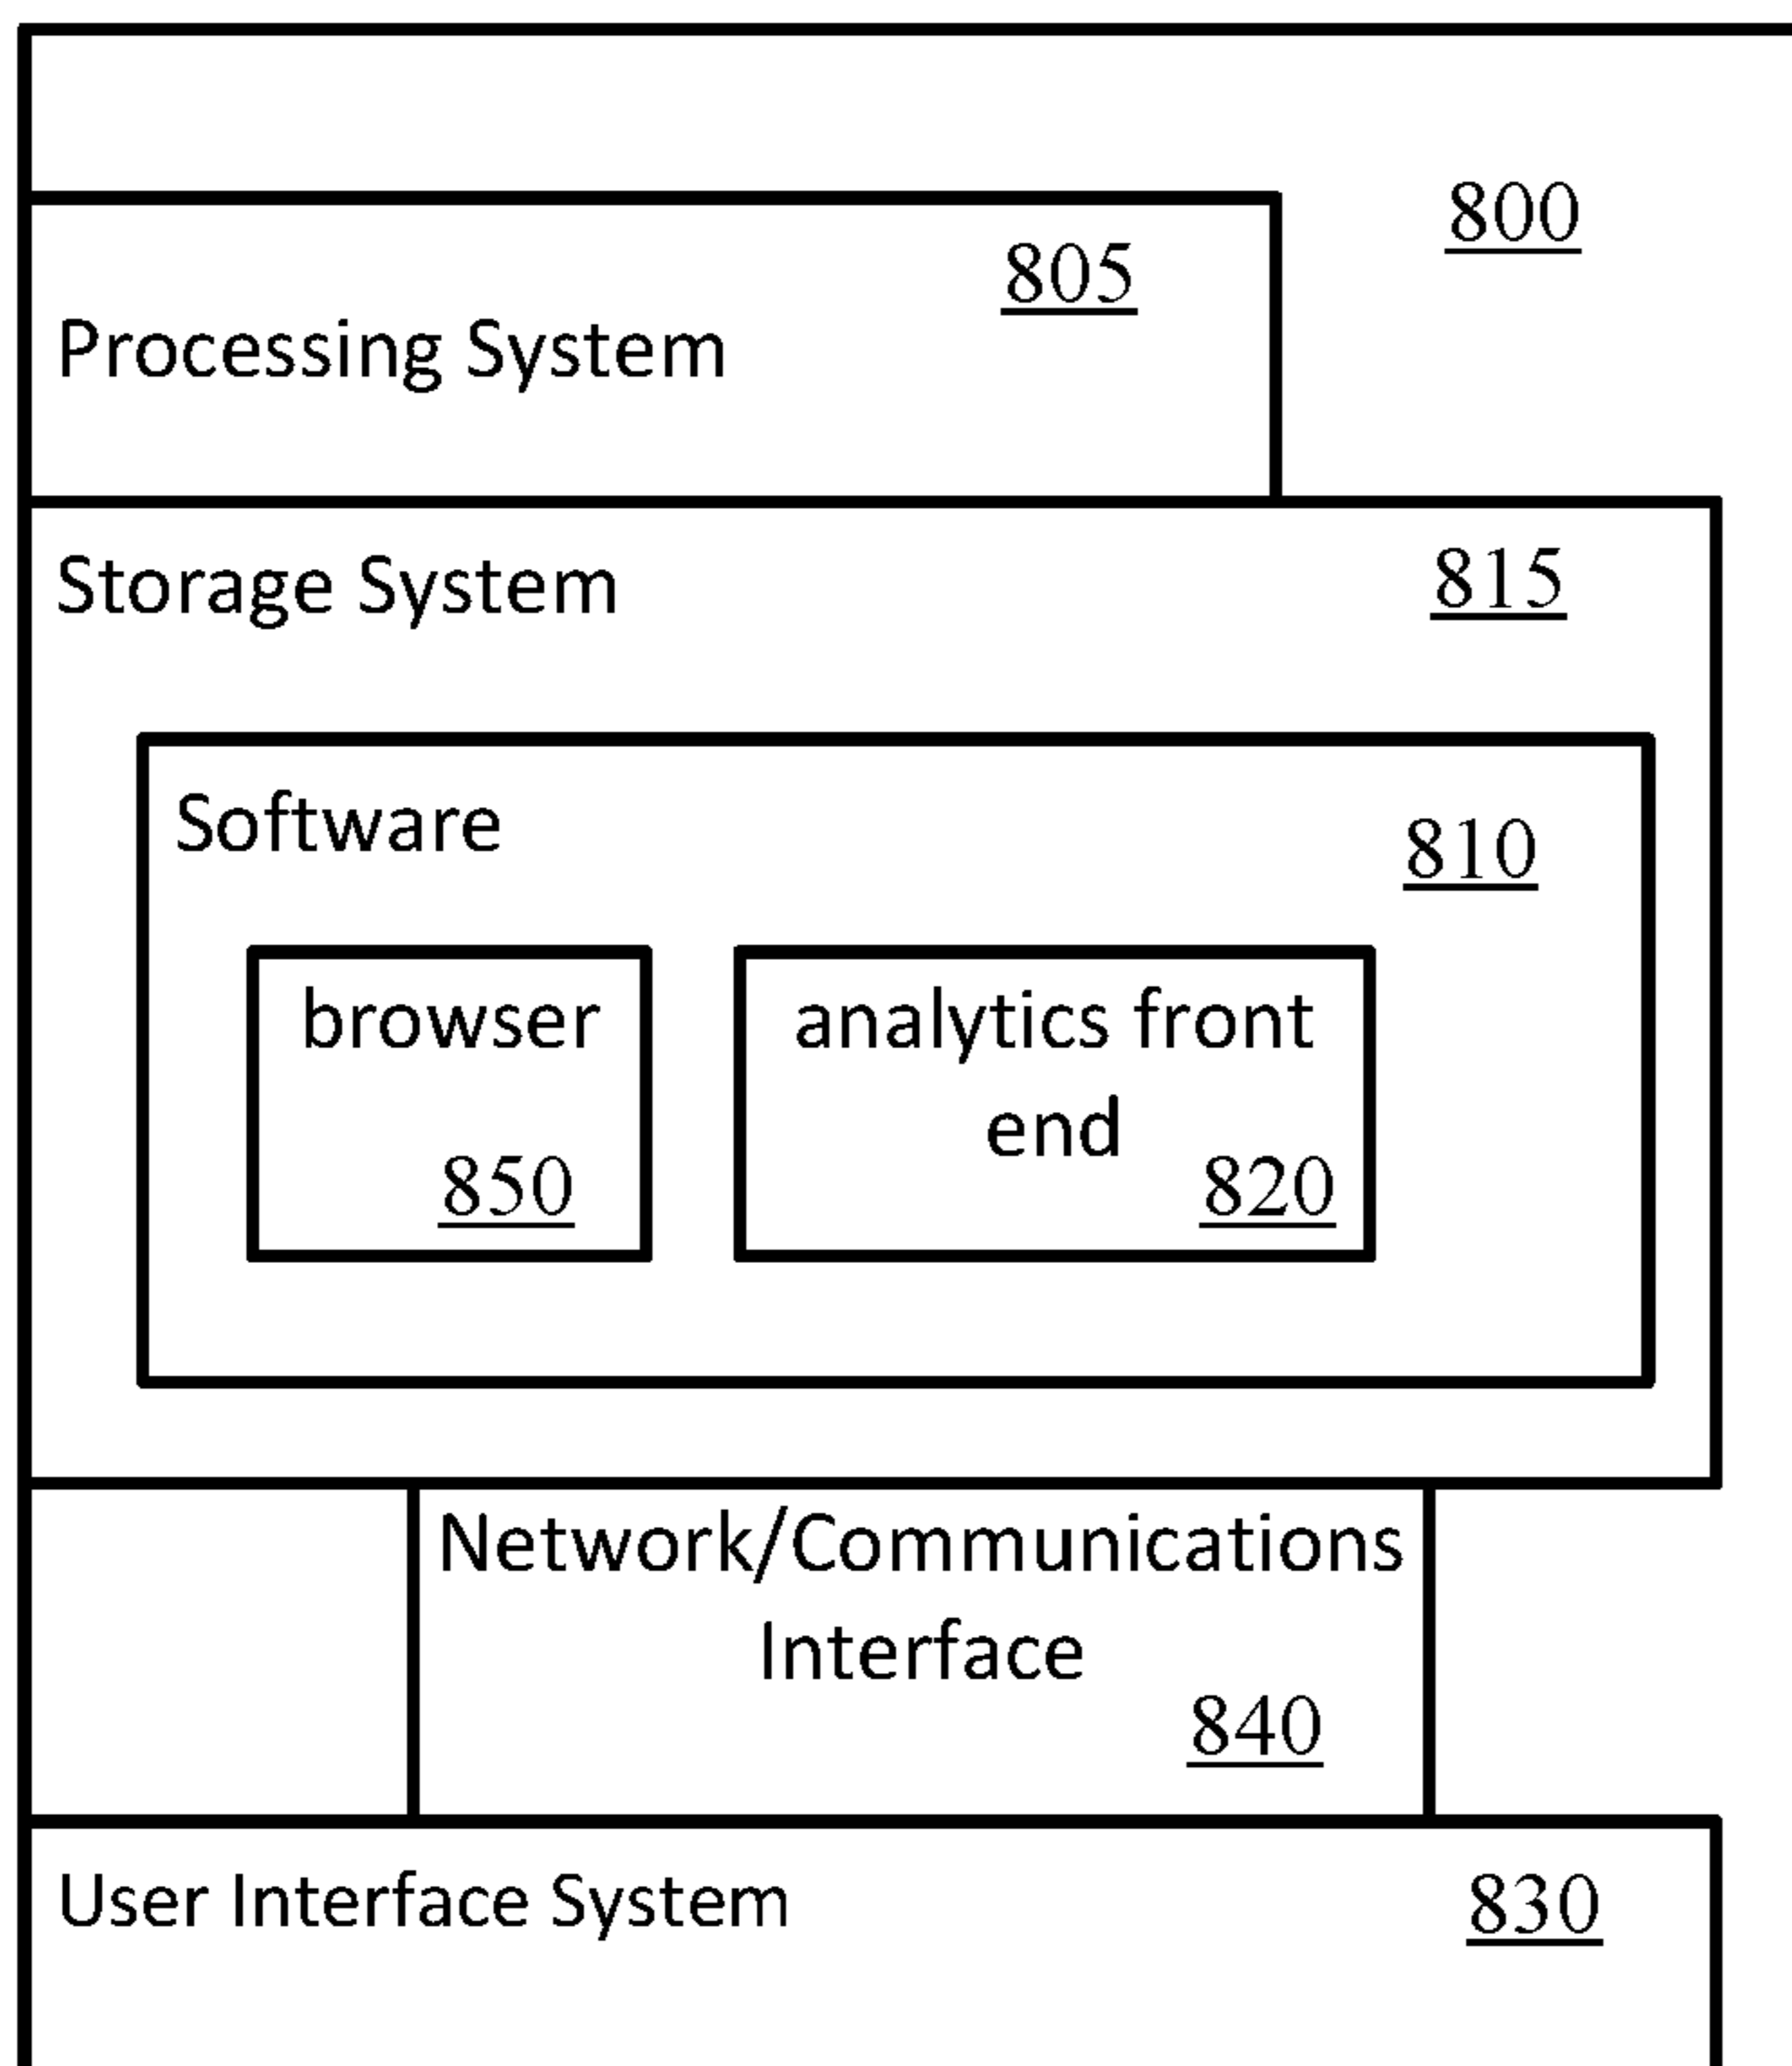 800
805
Processing System
Storage System
815
Software
810
browser
850
analytics front
end
820
Network/Communications
Interface
840
User Interface System
830